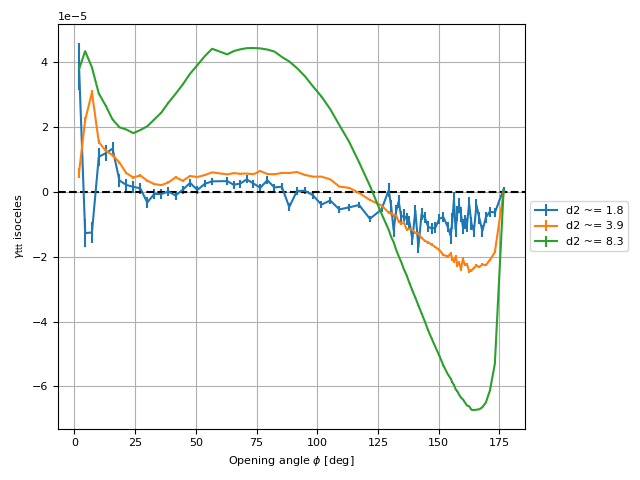 1e−5
4
2
0
−2
−4
−6
γttt isoceles
0
25
50
75
100
125
150
175
Opening angle ϕ [deg]
d2 ~= 1.8
d2 ~= 3.9
d2 ~= 8.3